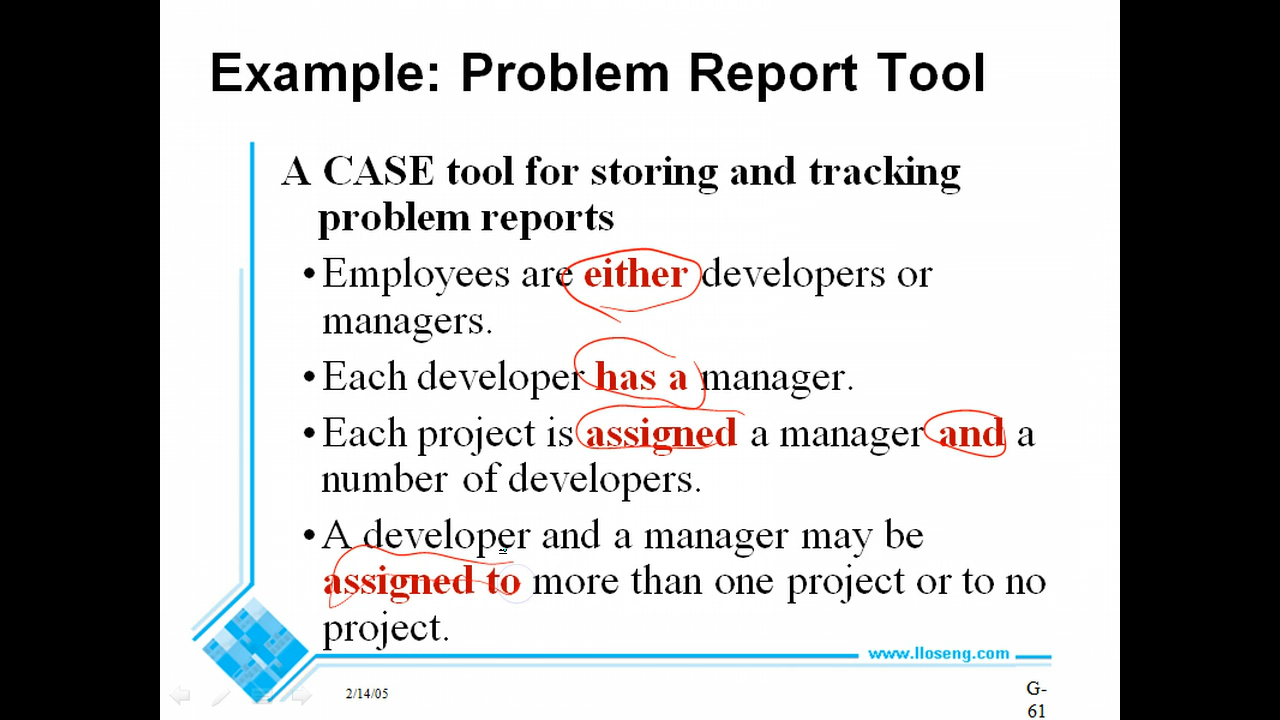 Example: Problem Report Tool
A CASE tool for storing and tracking
problem reports
•Employees are either developers or
managers.
•Each developer has a manager.
•Each project is assigned a manager and a
number of developers.
•A developer and a manager may be
assigned to more than one project or to no
project.
www.lloseng.com
2/14/05
G-
61